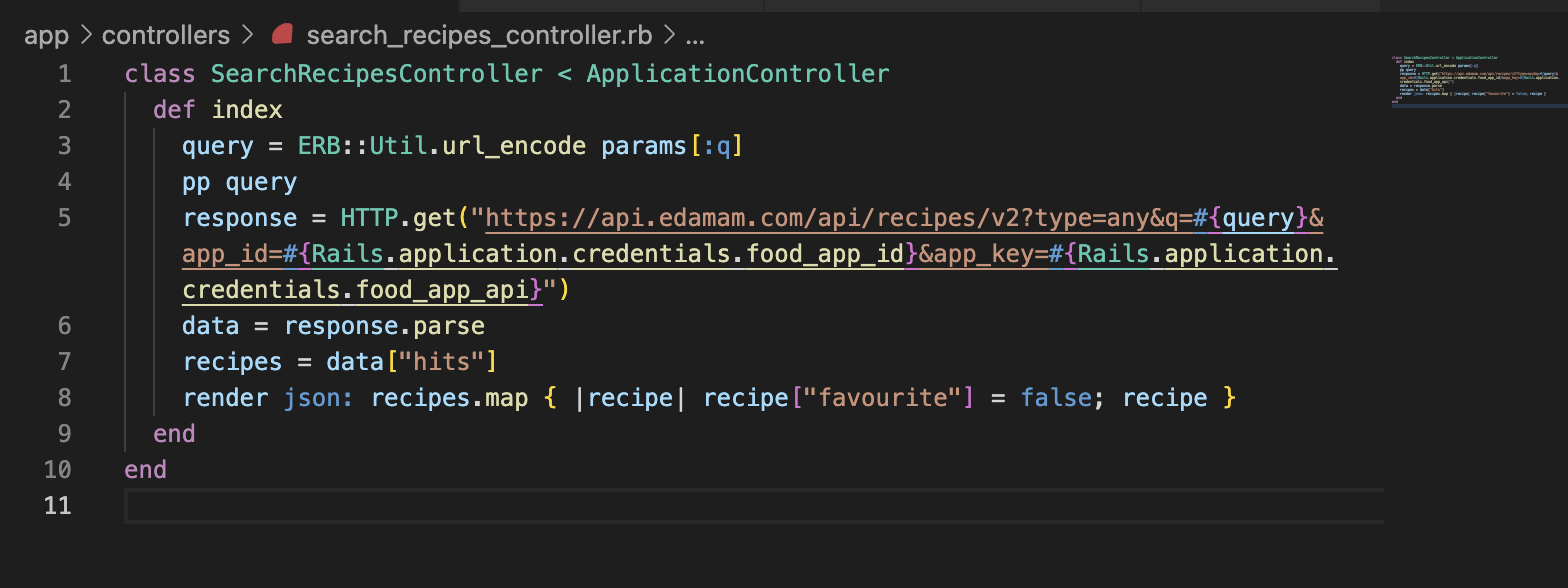 app > controllers > search_recipes_controller.rb > ...
1 class SearchRecipesController < ApplicationController
2   def index
3     query = ERB::Util.url_encode params[:q]
4     pp query
5     response = HTTP.get("https://api.edamam.com/api/recipes/v2?type=any&q=#{query}&
    app_id=#{Rails.application.credentials.food_app_id}&app_key=#{Rails.application.
    credentials.food_app_api}")
6     data = response.parse
7     recipes = data["hits"]
8     render json: recipes.map { |recipe| recipe["favourite"] = false; recipe }
9   end
10 end
11